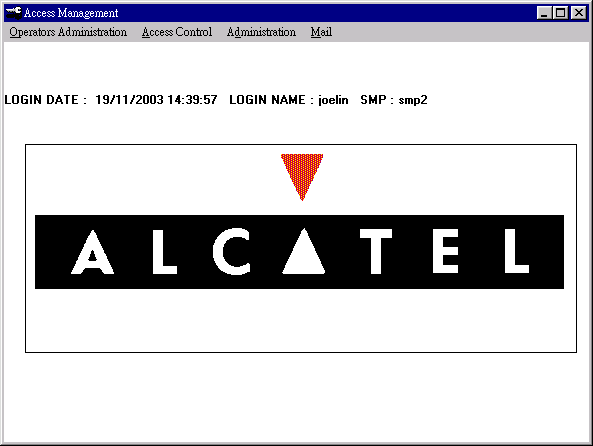 Access Management
Operators Administration Access Control Administration Mail
LOGIN DATE : 19/11/2003 14:39:57 LOGIN NAME : joelin SMP : smp2
ALCATEL